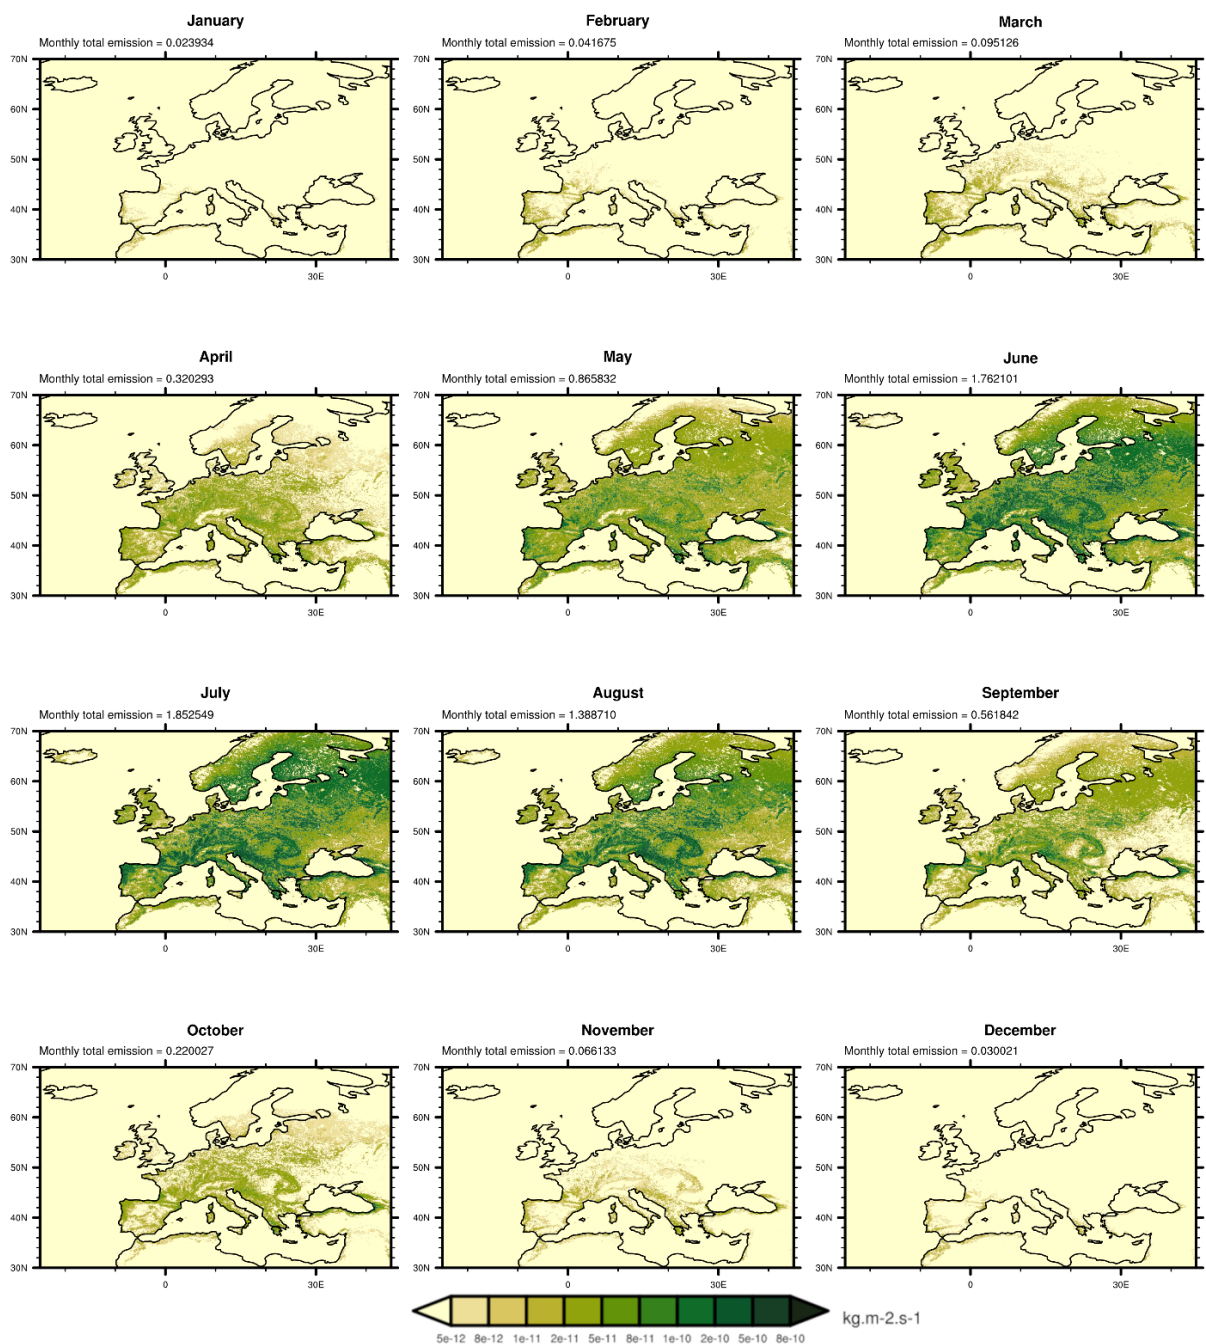 January February March
Monthly total emission = 0.023934 Monthly total emission = 0.041675 Monthly total emission = 0.095126
70N 70N 70N
60N 60N 60N
50N 50N 50N
40N 40N 40N
30N 30N 30N
0 30E 0 30E 0 30E
April May June
Monthly total emission = 0.320293 Monthly total emission = 0.865832 Monthly total emission = 1.762101
70N 70N 70N
60N 60N 60N
50N 50N 50N
40N 40N 40N
30N 30N 30N
0 30E 0 30E 0 30E
July August September
Monthly total emission = 1.852549 Monthly total emission = 1.388710 Monthly total emission = 0.561842
70N 70N 70N
60N 60N 60N
50N 50N 50N
40N 40N 40N
30N 30N 30N
0 30E 0 30E 0 30E
October November December
Monthly total emission = 0.220027 Monthly total emission = 0.066133 Monthly total emission = 0.030021
70N 70N 70N
60N 60N 60N
50N 50N 50N
40N 40N 40N
30N 30N 30N
0 30E 0 30E 0 30E
kg.m-2.s-1
5e-12 8e-12 1e-11 2e-11 5e-11 8e-11 1e-10 2e-10 5e-10 8e-10